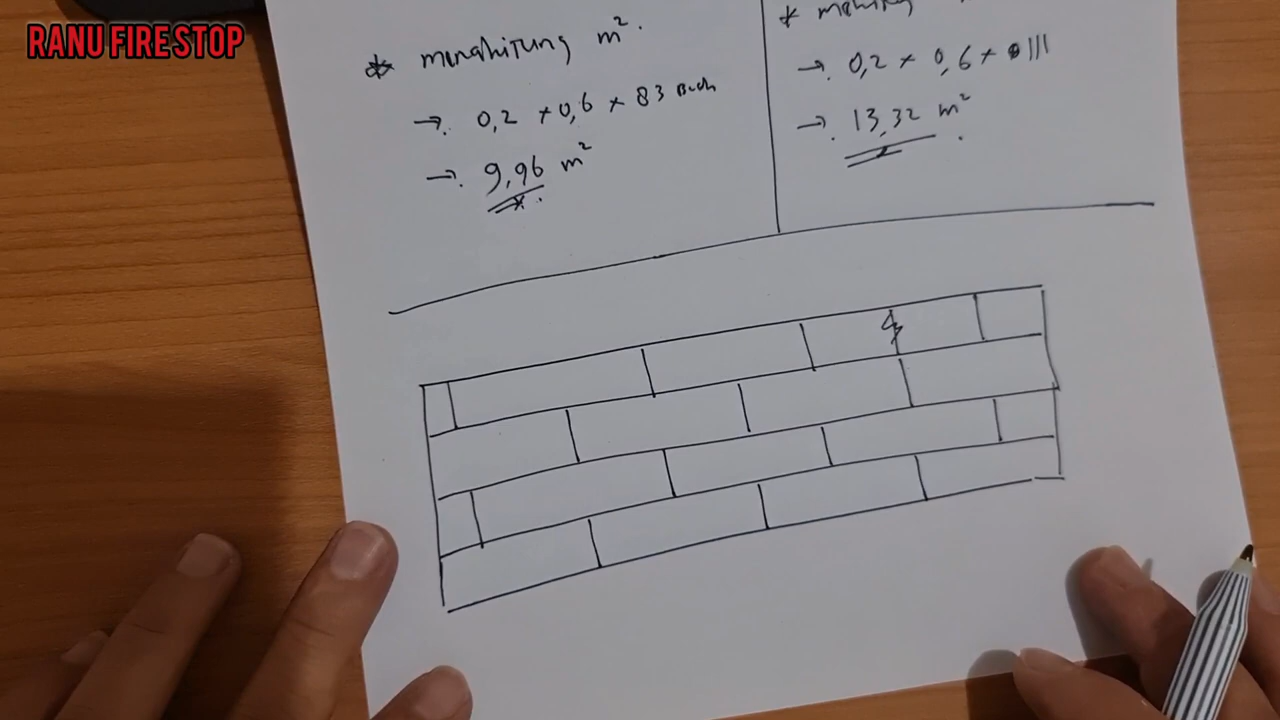 RANU FIRE STOP
* menghitung m².
→ 0,2 × 0,6 × 83 Buah
→ 9,96 m²
*
→ 0,2 × 0,6 × 111
→ 13,32 m²